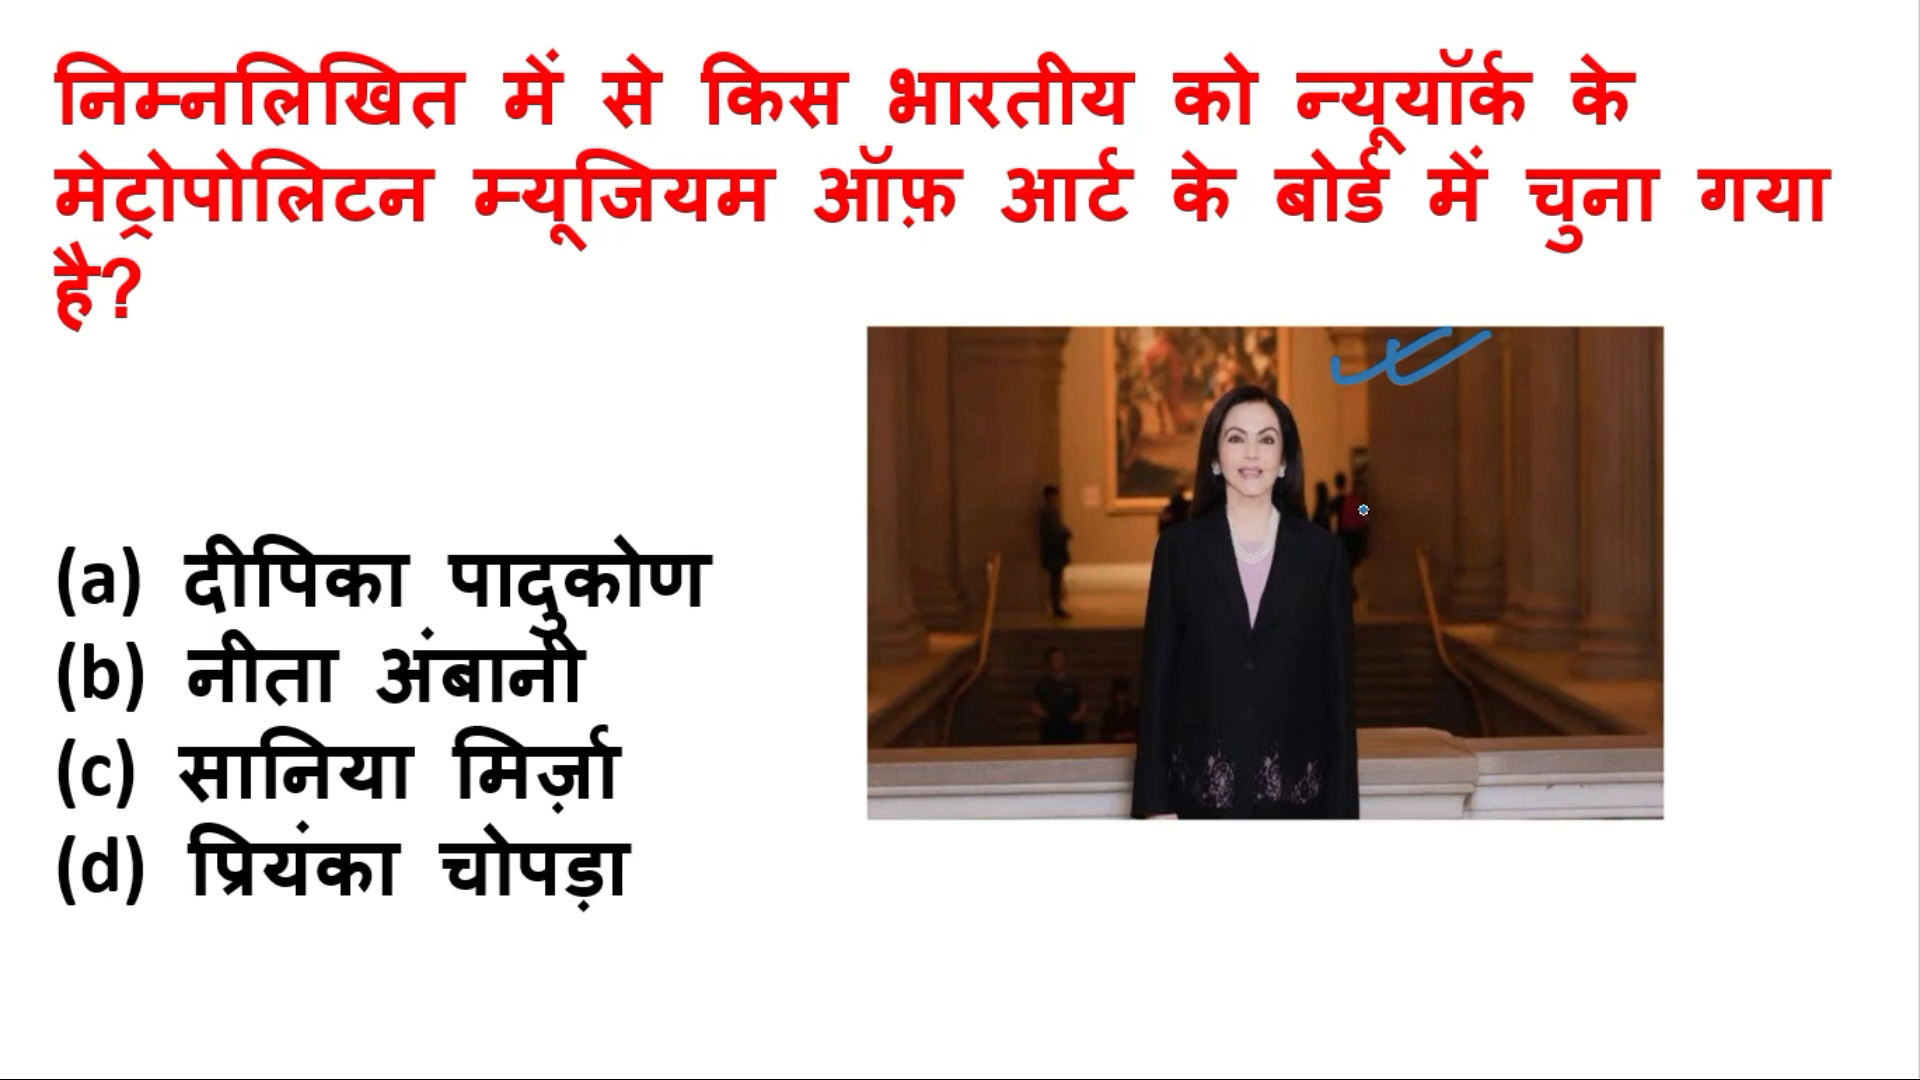 निम्नलिखित में से किस भारतीय को न्यूयॉर्क के
मेट्रोपोलिटन म्यूजियम ऑफ़ आर्ट के बोर्ड में चुना गया
है?
(a) दीपिका पादुकोण
(b) नीता अंबानी
(c) सानिया मिर्ज़ा
(d) प्रियंका चोपड़ा